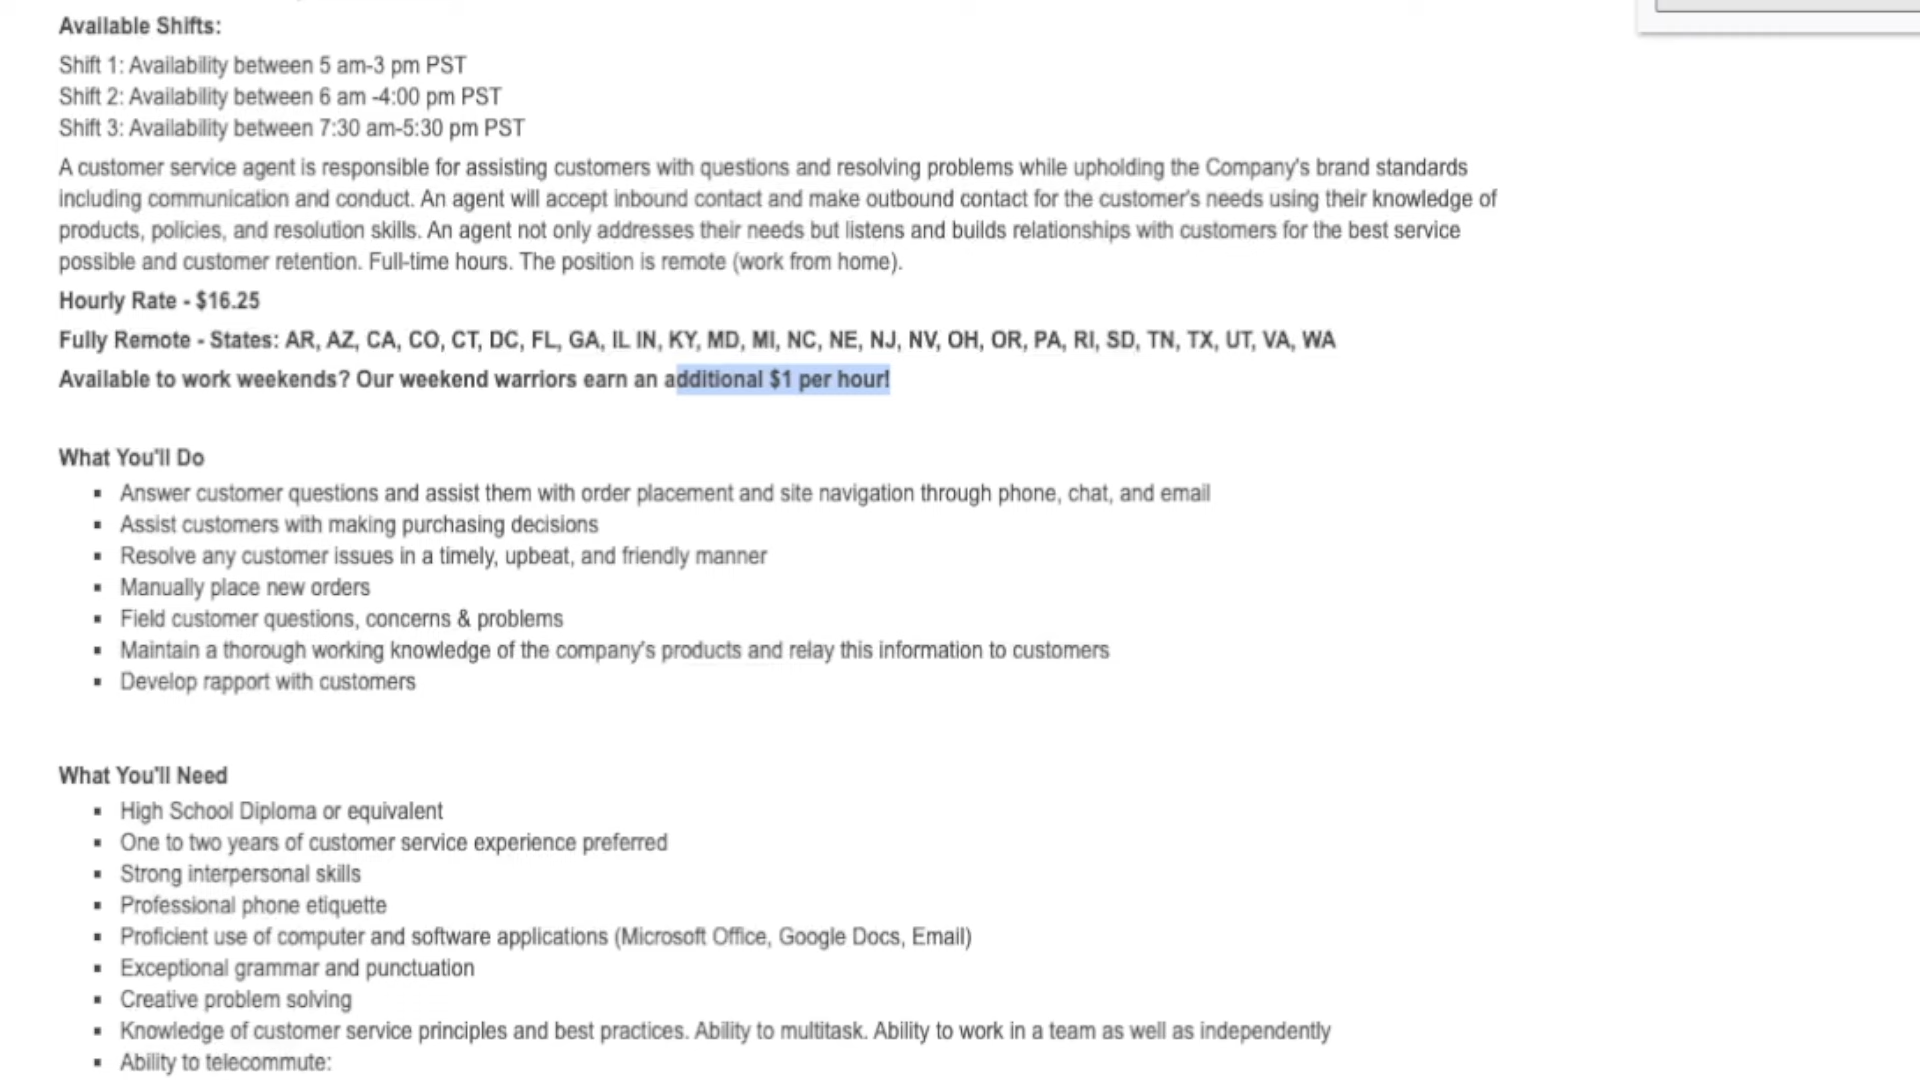 Available Shifts:
Shift 1: Availability between 5 am-3 pm PST
Shift 2: Availability between 6 am -4:00 pm PST
Shift 3: Availability between 7:30 am-5:30 pm PST
A customer service agent is responsible for assisting customers with questions and resolving problems while upholding the Company's brand standards
including communication and conduct. An agent will accept inbound contact and make outbound contact for the customer's needs using their knowledge of
products, policies, and resolution skills. An agent not only addresses their needs but listens and builds relationships with customers for the best service
possible and customer retention. Full-time hours. The position is remote (work from home).
Hourly Rate - $16.25
Fully Remote - States: AR, AZ, CA, CO, CT, DC, FL, GA, IL IN, KY, MD, MI, NC, NE, NJ, NV, OH, OR, PA, RI, SD, TN, TX, UT, VA, WA
Available to work weekends? Our weekend warriors earn an additional $1 per hour!
What You'll Do
▪ Answer customer questions and assist them with order placement and site navigation through phone, chat, and email
▪ Assist customers with making purchasing decisions
▪ Resolve any customer issues in a timely, upbeat, and friendly manner
▪ Manually place new orders
▪ Field customer questions, concerns & problems
▪ Maintain a thorough working knowledge of the company's products and relay this information to customers
▪ Develop rapport with customers
What You'll Need
▪ High School Diploma or equivalent
▪ One to two years of customer service experience preferred
▪ Strong interpersonal skills
▪ Professional phone etiquette
▪ Proficient use of computer and software applications (Microsoft Office, Google Docs, Email)
▪ Exceptional grammar and punctuation
▪ Creative problem solving
▪ Knowledge of customer service principles and best practices. Ability to multitask. Ability to work in a team as well as independently
▪ Ability to telecommute: